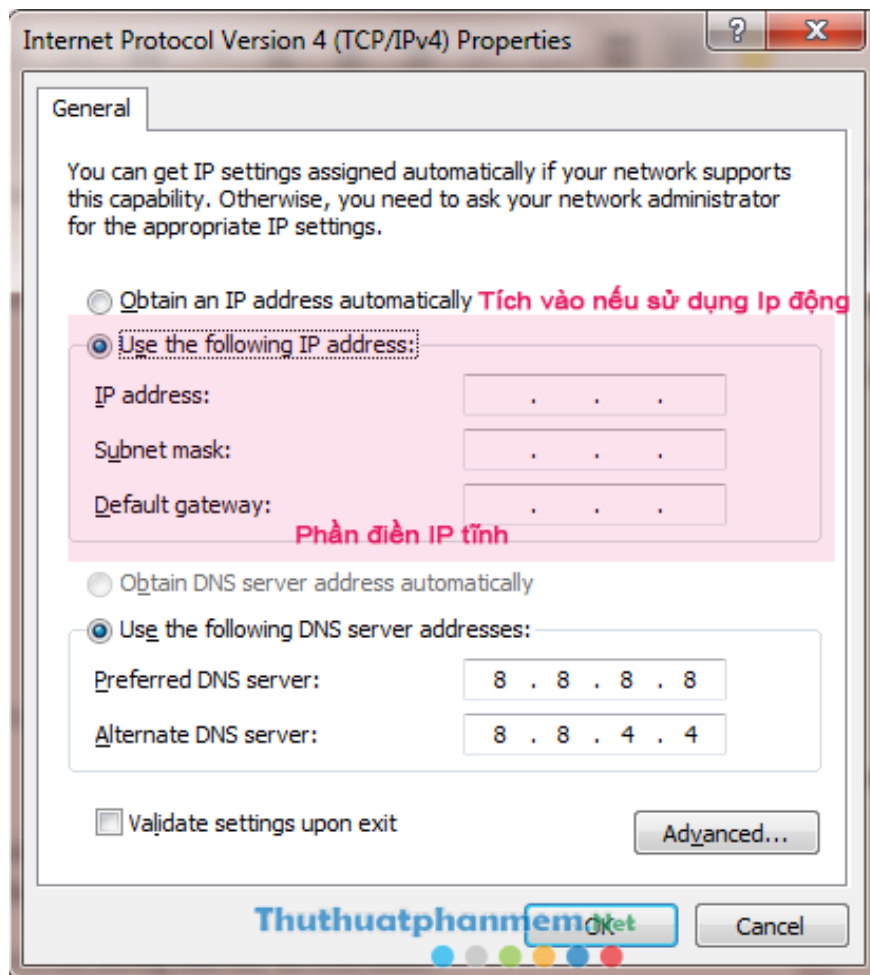 Internet Protocol Version 4 (TCP/IPv4) Properties
General
You can get IP settings assigned automatically if your network supports
this capability. Otherwise, you need to ask your network administrator
for the appropriate IP settings.
Obtain an IP address automatically Tích vào nếu sử dụng Ip động
Use the following IP address:
IP address: . . .
Subnet mask: . . .
Default gateway: . . .
Phần điền IP tĩnh
Obtain DNS server address automatically
Use the following DNS server addresses:
Preferred DNS server: 8 . 8 . 8 . 8
Alternate DNS server: 8 . 8 . 4 . 4
Validate settings upon exit
Advanced...
Thuthuatphanmem.Net
OK Cancel